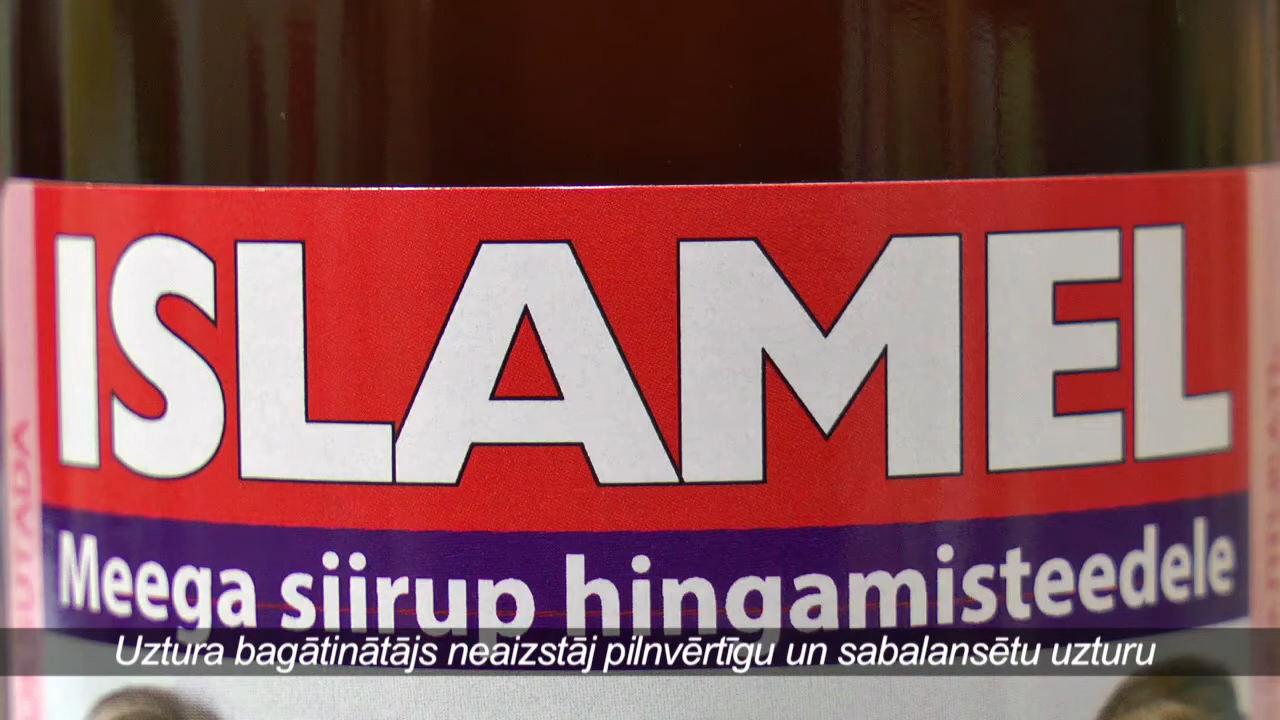 ISLAMEL
Meega siirup hingamisteedele
Uztura bagātinātājs neaizstāj pilnvērtīgu un sabalansētu uzturu